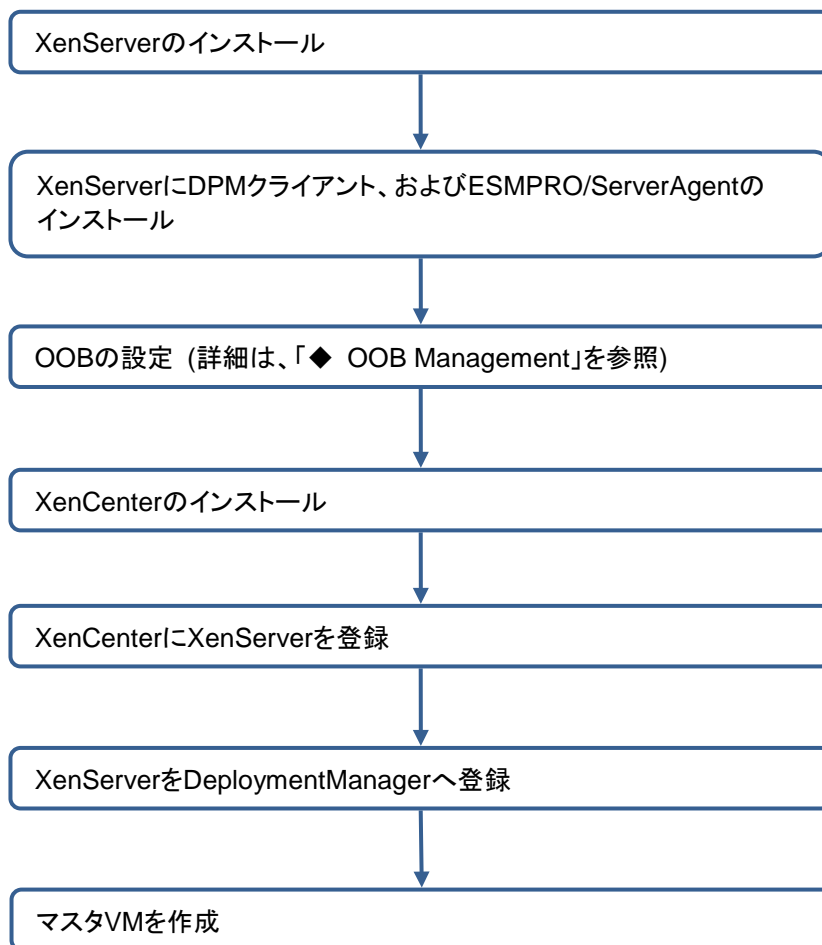 XenServerのインストール
XenServerにDPMクライアント、およびESMPRO/ServerAgentの
インストール
OOBの設定 (詳細は、「◆ OOB Management」を参照)
XenCenterのインストール
XenCenterにXenServerを登録
XenServerをDeploymentManagerへ登録
マスタVMを作成